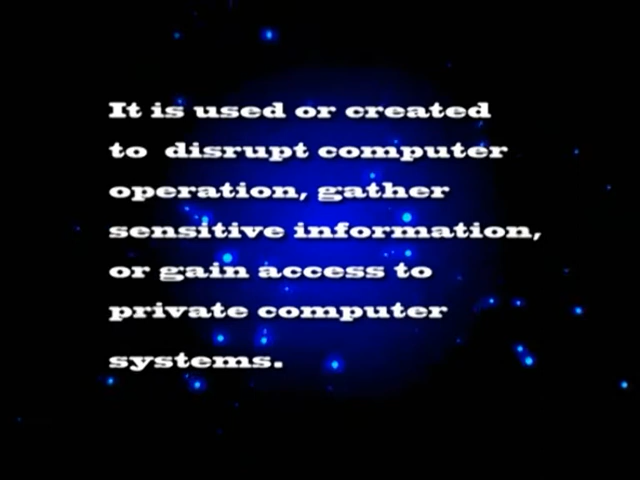 It is used or created
to disrupt computer
operation, gather
sensitive information,
or gain access to
private computer
systems.